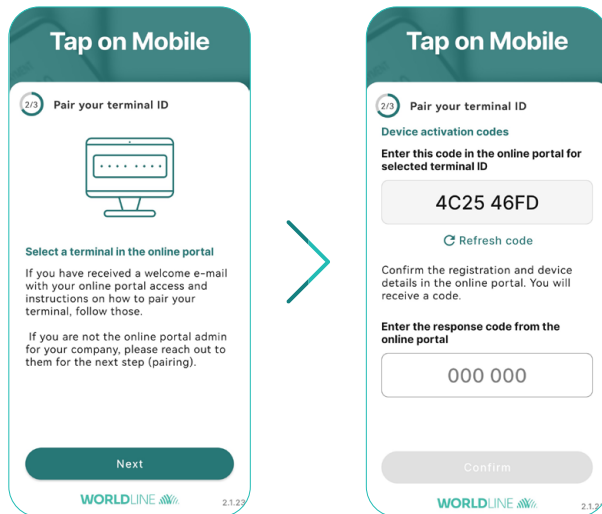 Tap on Mobile
2/3
Pair your terminal ID
Select a terminal in the online portal
If you have received a welcome e-mail
with your online portal access and
instructions on how to pair your
terminal, follow those.
If you are not the online portal admin
for your company, please reach out to
them for the next step (pairing).
Next
WORLDLINE
2.1.23
Tap on Mobile
2/3
Pair your terminal ID
Device activation codes
Enter this code in the online portal for
selected terminal ID
4C25 46FD
Refresh code
Confirm the registration and device
details in the online portal. You will
receive a code.
Enter the response code from the
online portal
000 000
Confirm
WORLDLINE